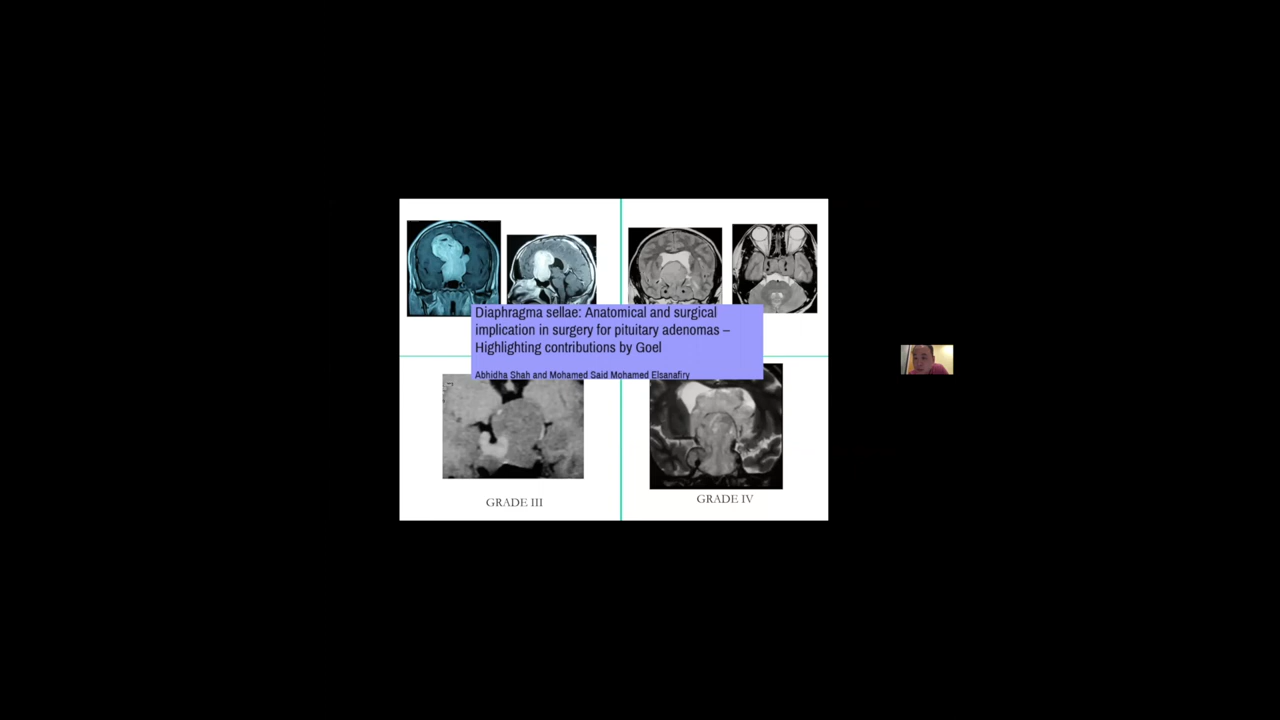 Diaphragma sellae: Anatomical and surgical
implication in surgery for pituitary adenomas –
Highlighting contributions by Goel
Abhidha Shah and Mohamed Said Mohamed Elsanafiry
GRADE III
GRADE IV